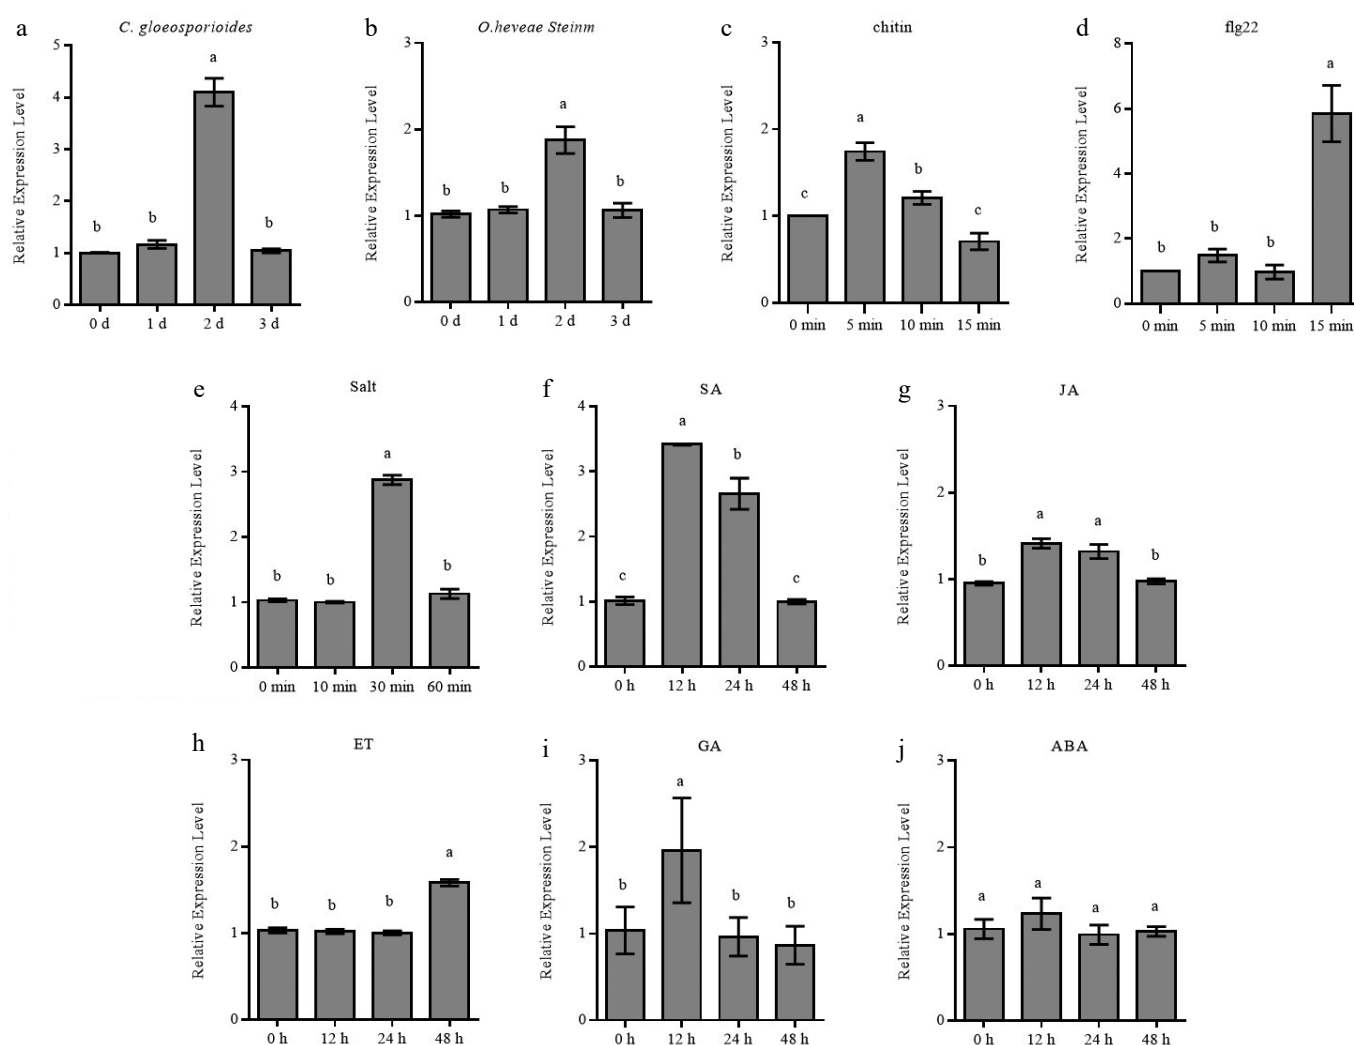 a
C. gloeosporioides
Relative Expression Level
5
4
3
2
1
0
b
b
a
b
0 d
1 d
2 d
3 d
b
O.heveae Steinm
Relative Expression Level
3
2
1
0
b
b
a
b
0 d
1 d
2 d
3 d
c
chitin
Relative Expression Level
3
2
1
0
c
a
b
c
0 min
5 min
10 min
15 min
d
flg22
Relative Expression Level
8
6
4
2
0
b
b
b
a
0 min
5 min
10 min
15 min
e
Salt
Relative Expression Level
4
3
2
1
0
b
b
a
b
0 min
10 min
30 min
60 min
f
SA
Relative Expression Level
4
3
2
1
0
c
a
b
c
0 h
12 h
24 h
48 h
g
JA
Relative Expression Level
3
2
1
0
b
a
a
b
0 h
12 h
24 h
48 h
h
ET
Relative Expression Level
3
2
1
0
b
b
b
a
0 h
12 h
24 h
48 h
i
GA
Relative Expression Level
3
2
1
0
b
a
b
b
0 h
12 h
24 h
48 h
j
ABA
Relative Expression Level
3
2
1
0
a
a
a
a
0 h
12 h
24 h
48 h